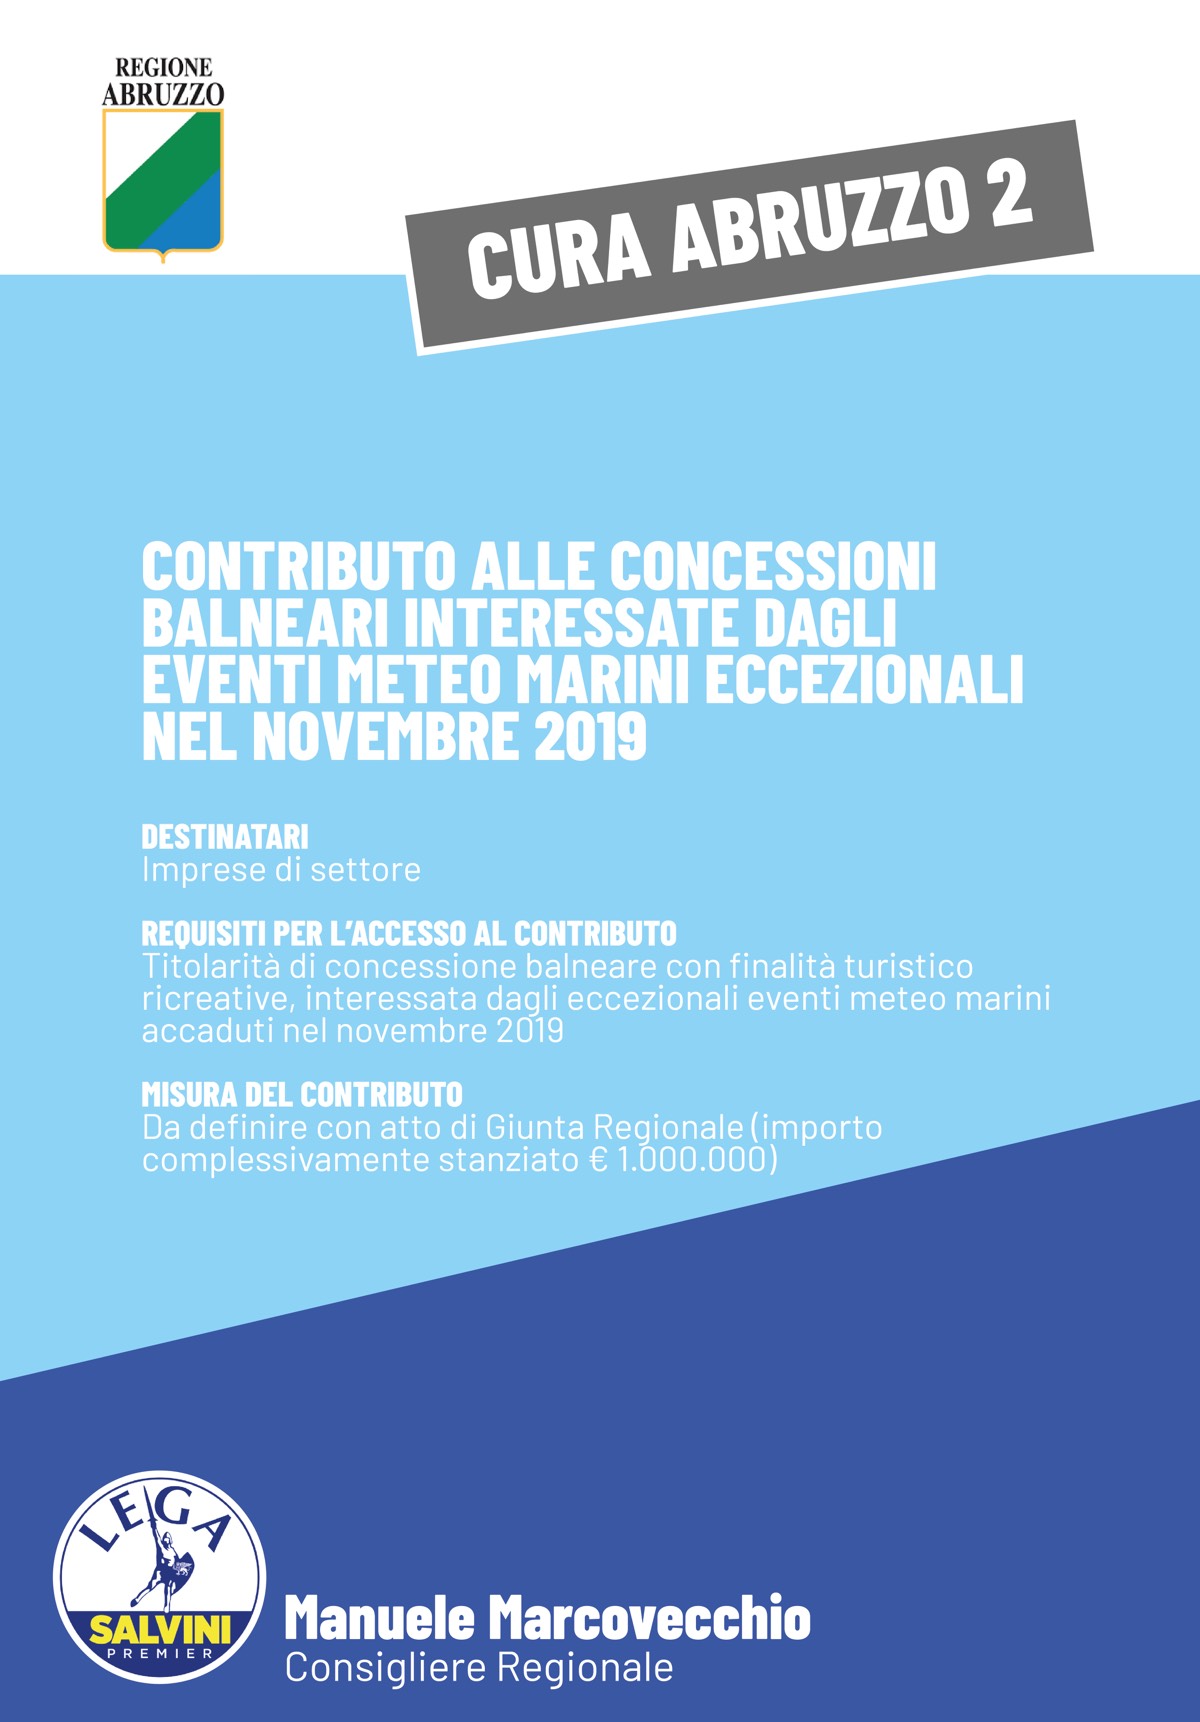 REGIONE
ABRUZZO
CURA ABRUZZO 2
CONTRIBUTO ALLE CONCESSIONI
BALNEARI INTERESSATE DAGLI
EVENTI METEO MARINI ECCEZIONALI
NEL NOVEMBRE 2019
DESTINATARI
Imprese di settore
REQUISITI PER L'ACCESSO AL CONTRIBUTO
Titolarità di concessione balneare con finalità turistico
ricreative, interessata dagli eccezionali eventi meteo marini
accaduti nel novembre 2019
MISURA DEL CONTRIBUTO
Da definire con atto di Giunta Regionale (importo
complessivamente stanziato € 1.000.000)
LEGA
SALVINI
PREMIER
Manuele Marcovecchio
Consigliere Regionale